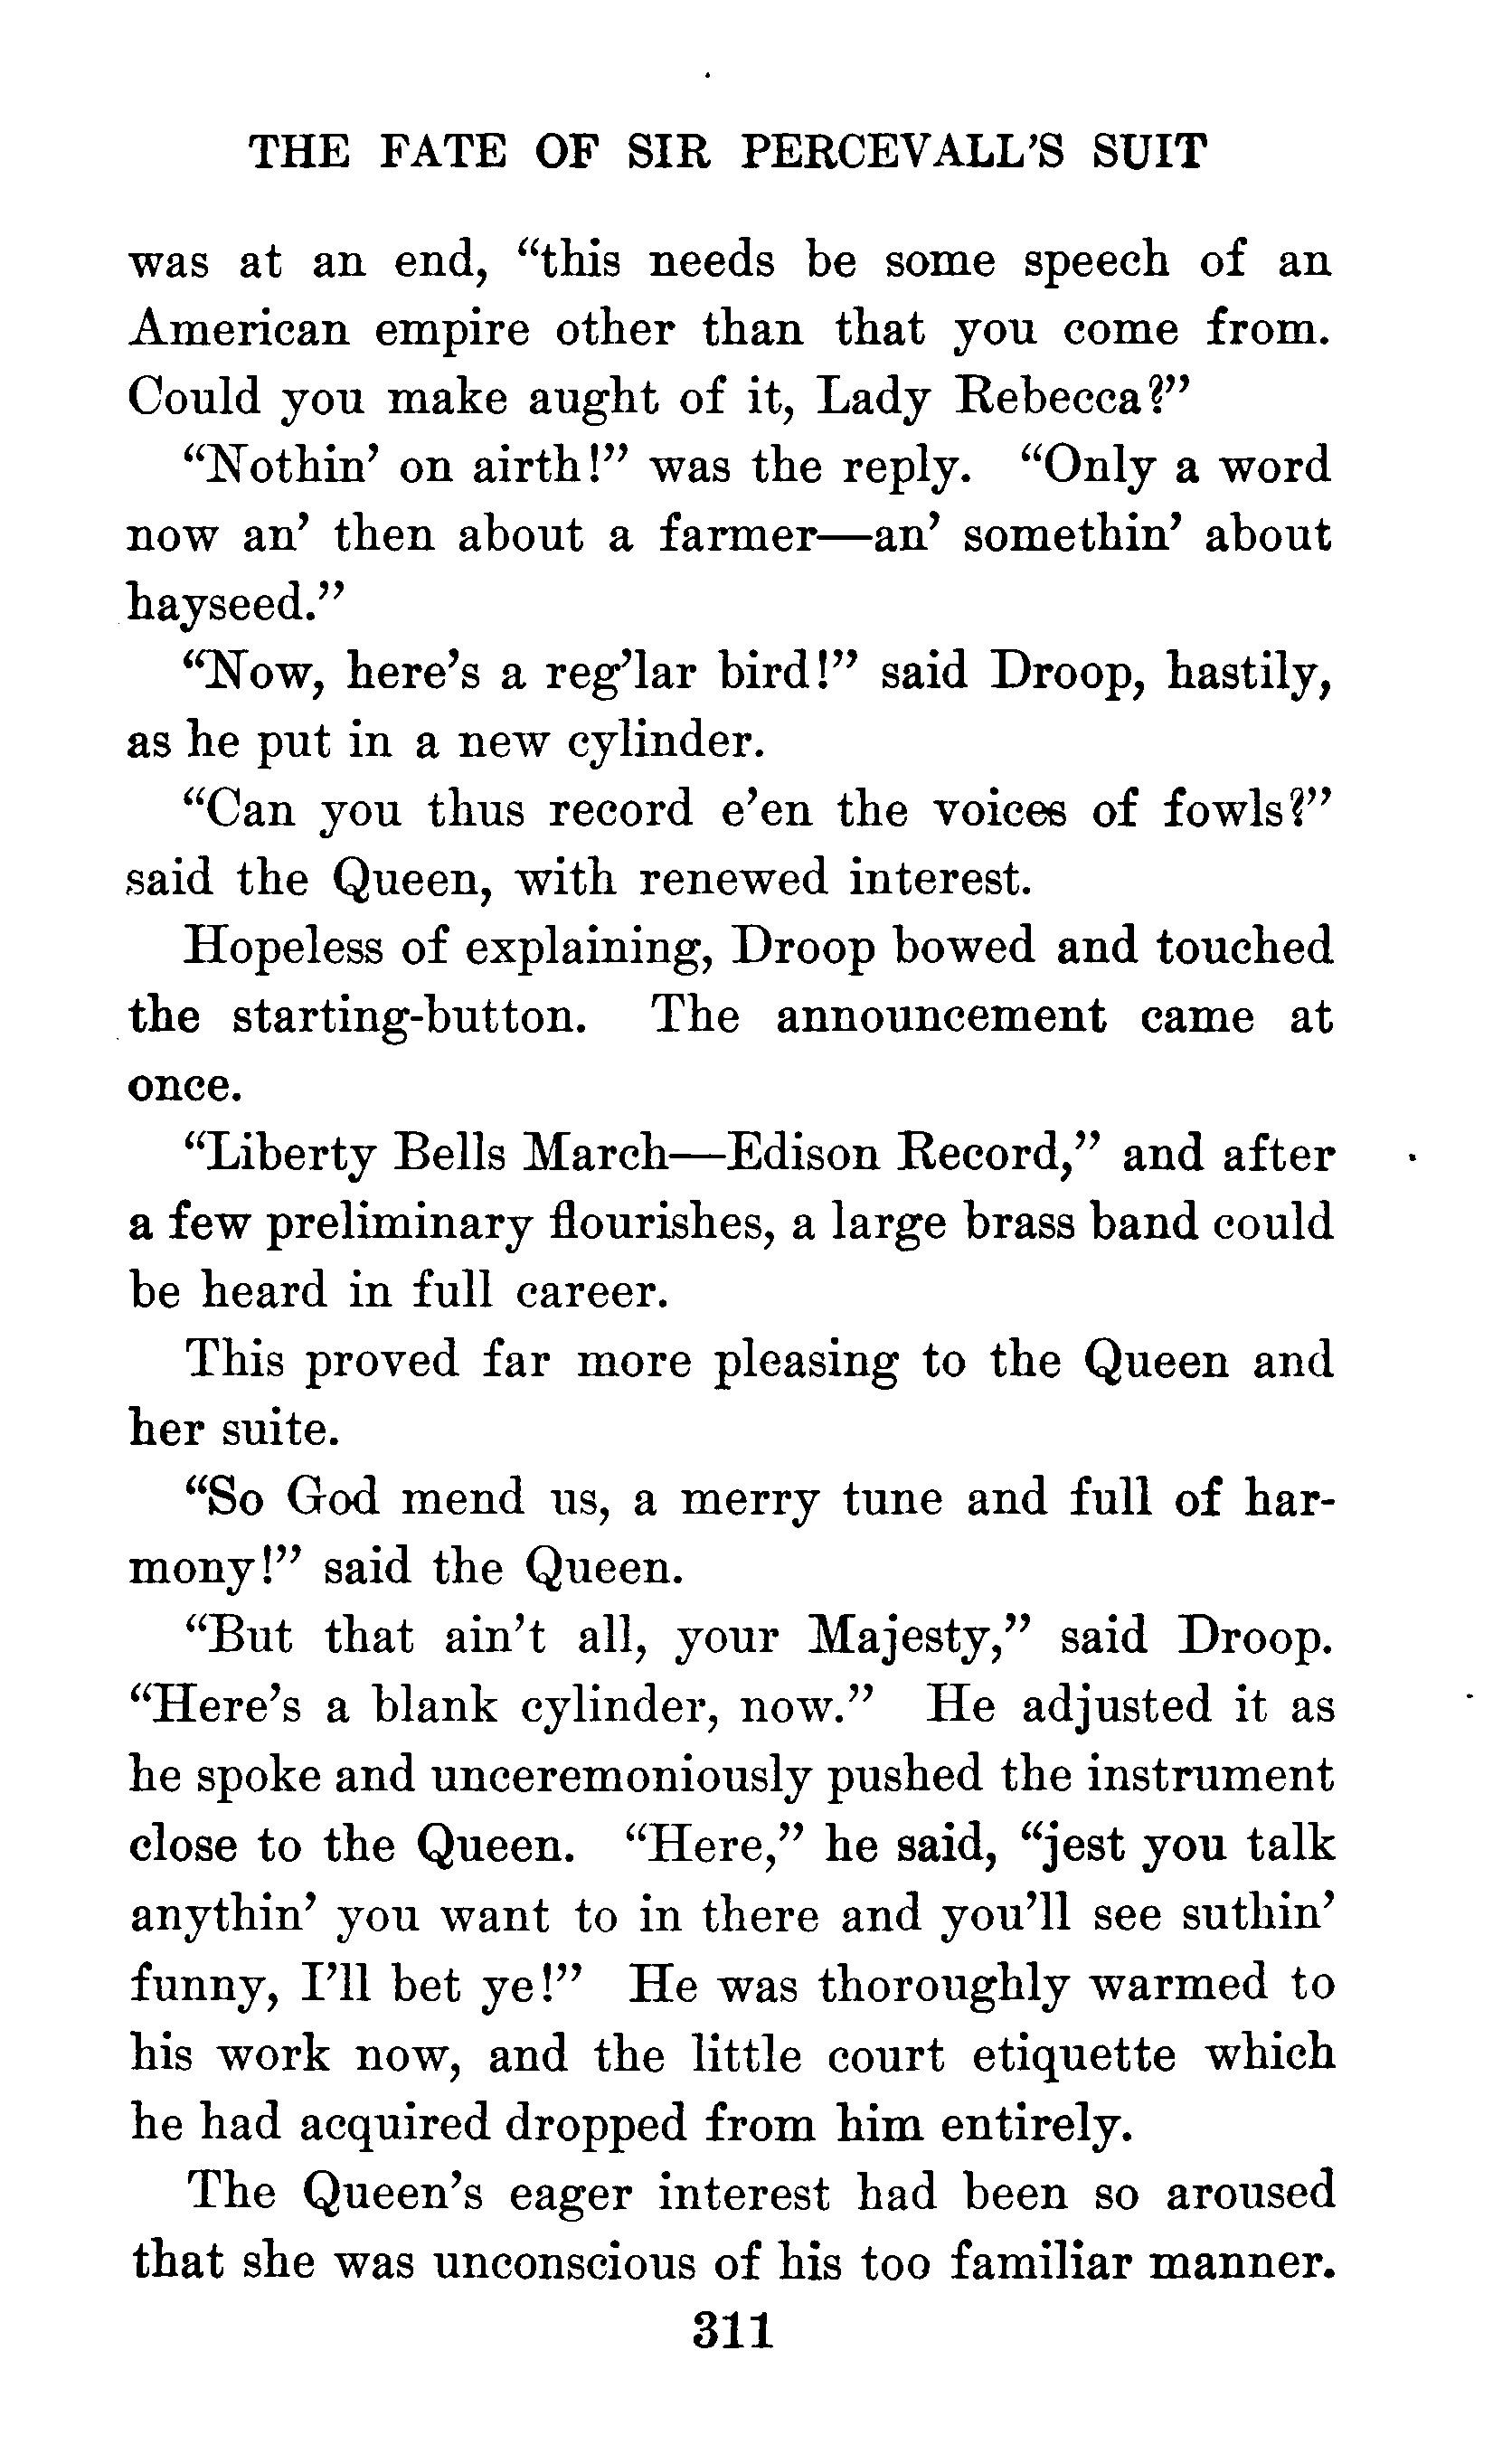 THE FATE OF SIR PERCEVALL'S SUIT
was at an end, “this needs be some speech of an
American empire other than that you come from.
Could you make aught of it, Lady Rebecca?”
“Nothin’ on airth!” was the reply. “Only a word
now an’ then about a farmer—an’ somethin’ about
hayseed.”
“Now, here’s a reg’lar bird!” said Droop, hastily,
as he put in a new cylinder.
“Can you thus record e’en the voices of fowls?”
said the Queen, with renewed interest.
Hopeless of explaining, Droop bowed and touched
the starting-button. The announcement came at
once.
“Liberty Bells March—Edison Record,” and after
a few preliminary flourishes, a large brass band could
be heard in full career.
This proved far more pleasing to the Queen and
her suite.
“So God mend us, a merry tune and full of har-
mony!” said the Queen.
“But that ain’t all, your Majesty,” said Droop.
“Here’s a blank cylinder, now.” He adjusted it as
he spoke and unceremoniously pushed the instrument
close to the Queen. “Here,” he said, “jest you talk
anythin’ you want to in there and you’ll see suthin’
funny, I’ll bet ye!” He was thoroughly warmed to
his work now, and the little court etiquette which
he had acquired dropped from him entirely.
The Queen’s eager interest had been so aroused
that she was unconscious of his too familiar manner.
311